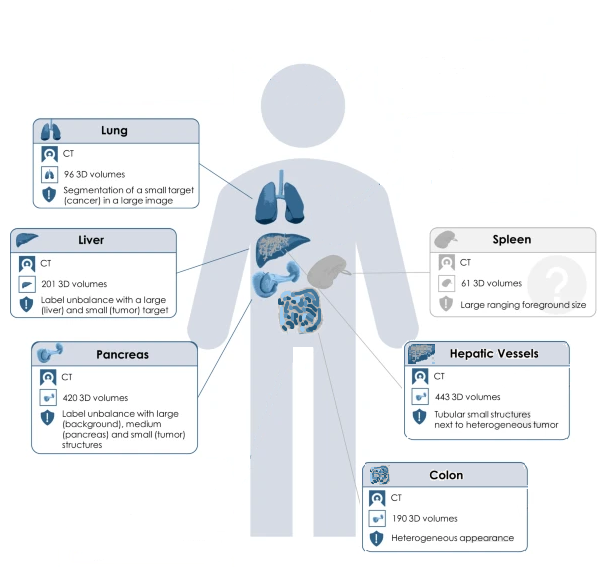 Lung
CT
96 3D volumes
Segmentation of a small target
(cancer) in a large image
Liver
CT
201 3D volumes
Label unbalance with a large
(liver) and small (tumor) target
Spleen
CT
61 3D volumes
Large ranging foreground size
?
Pancreas
CT
420 3D volumes
Label unbalance with large
(background), medium
(pancreas) and small (tumor)
structures
Hepatic Vessels
CT
443 3D volumes
Tubular small structures
next to heterogeneous tumor
Colon
CT
190 3D volumes
Heterogeneous appearance